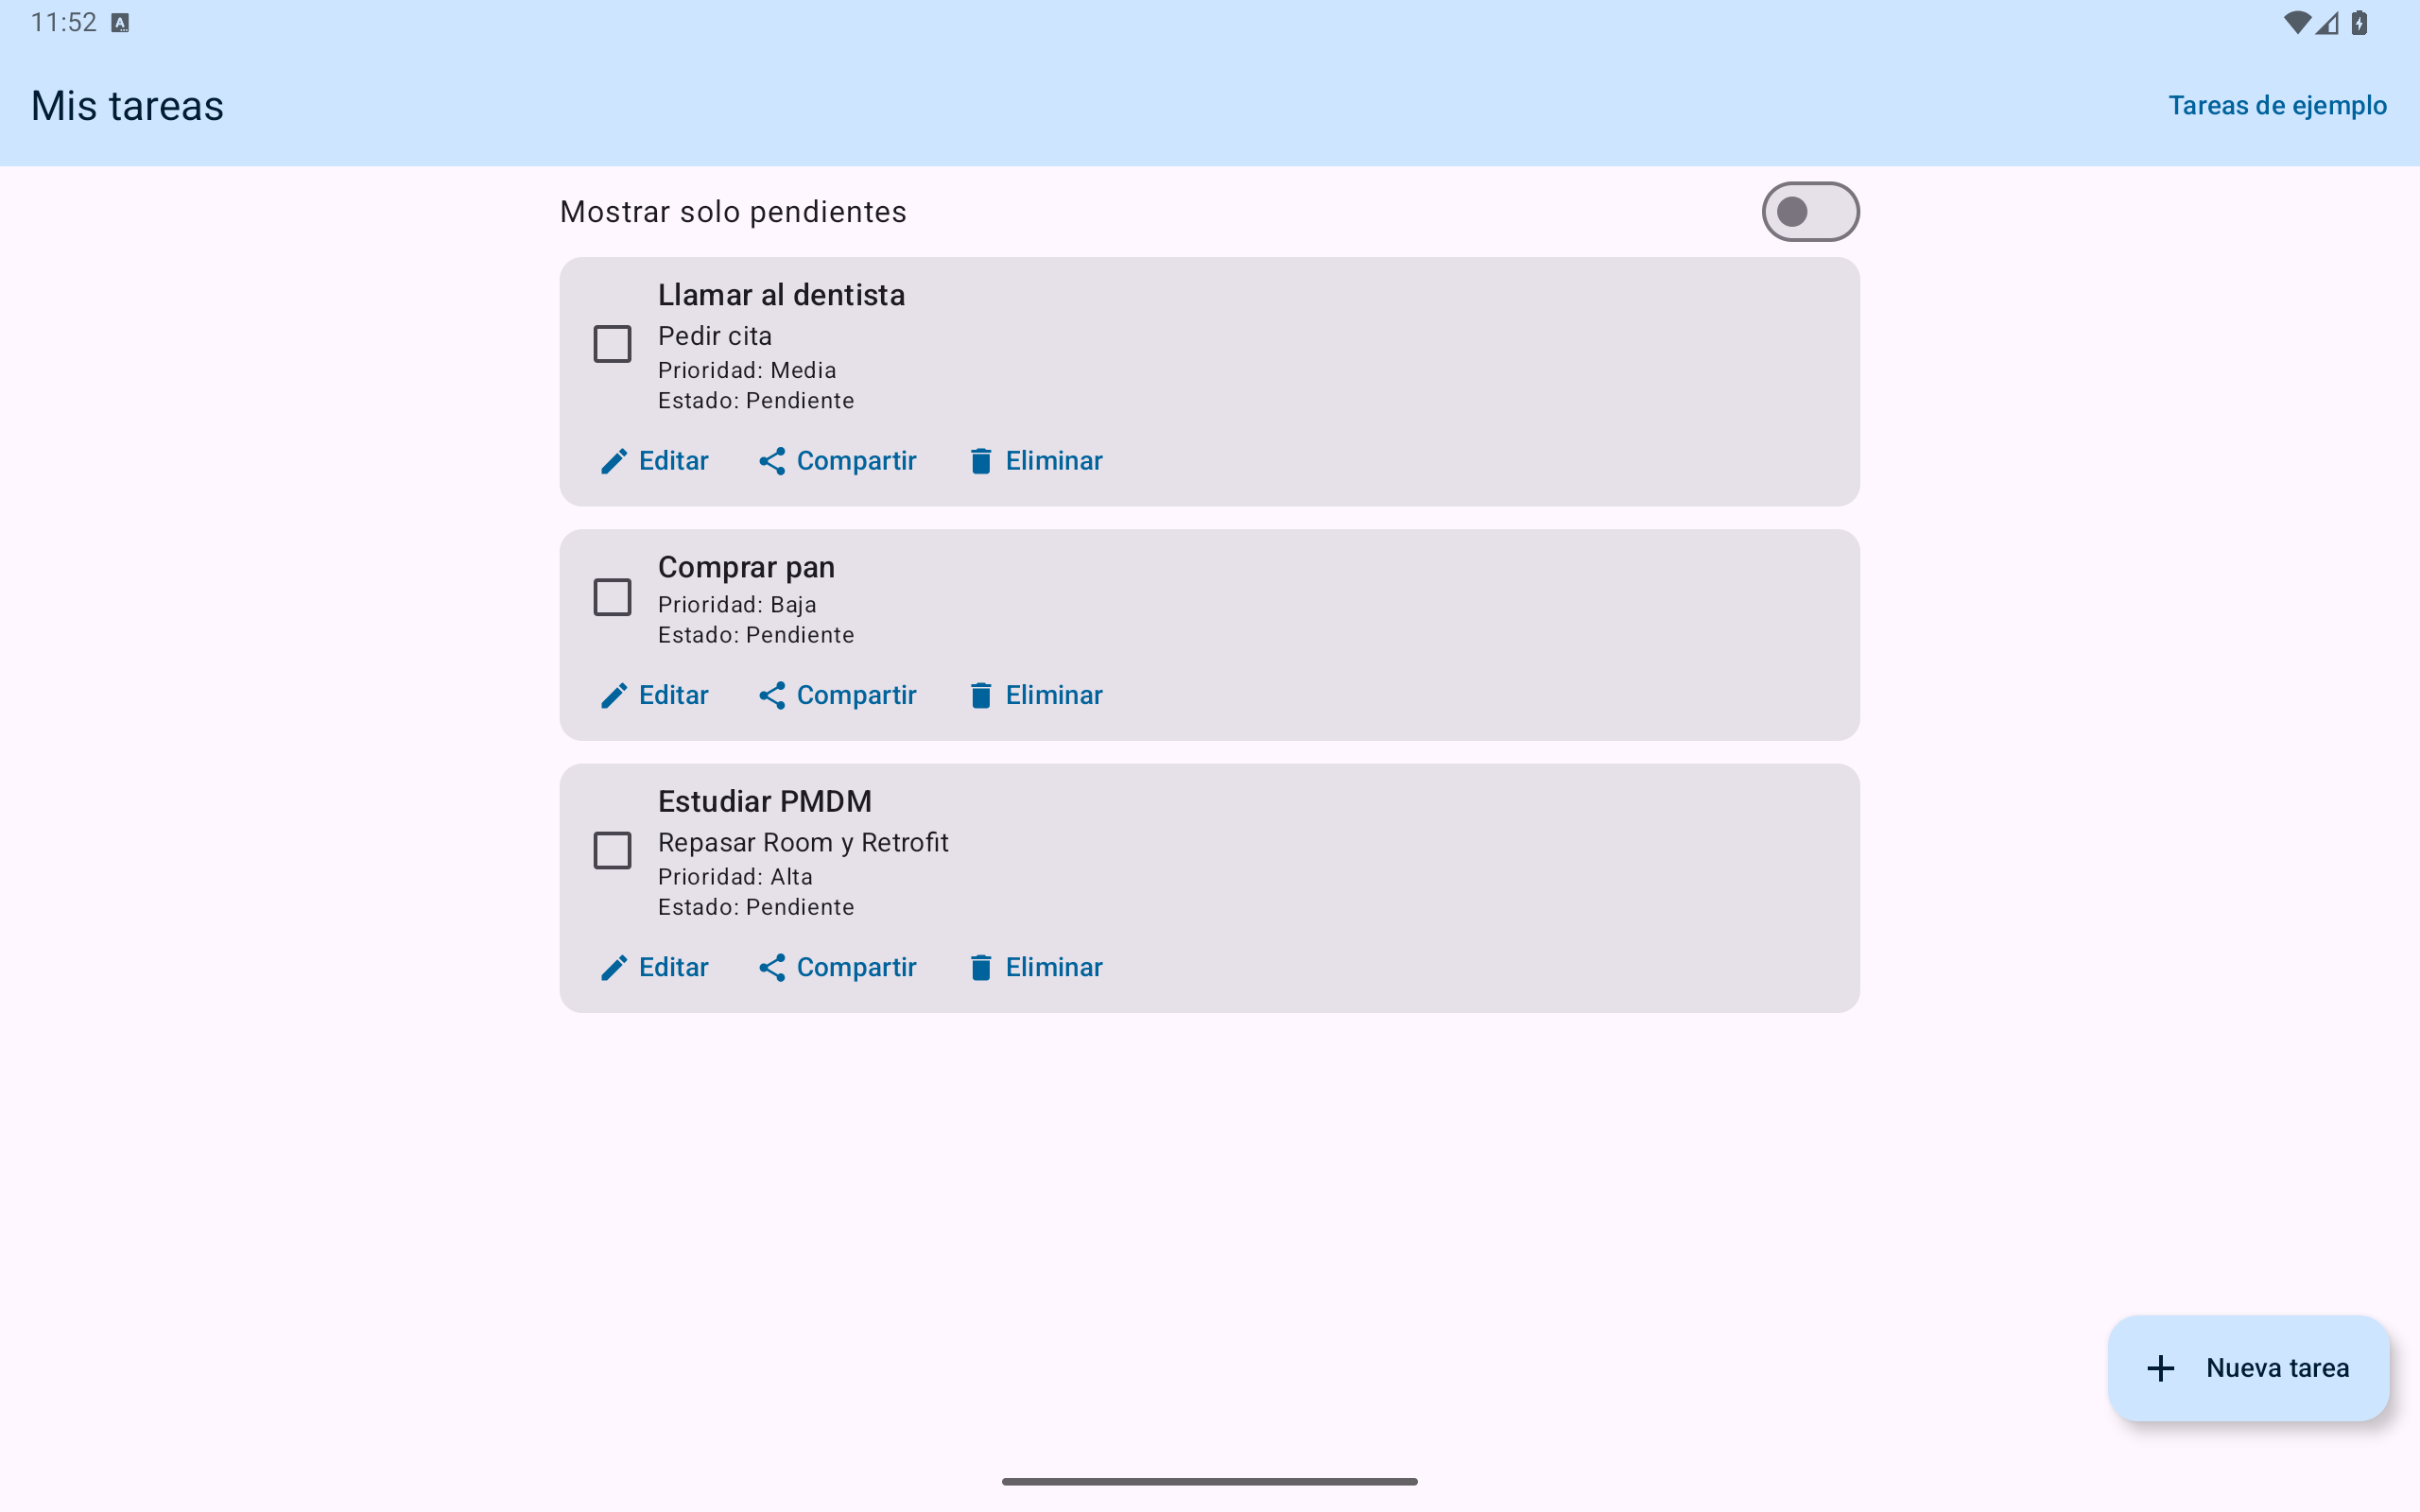 11:52
Mis tareas
Tareas de ejemplo
Mostrar solo pendientes
Llamar al dentista
Pedir cita
Prioridad: Media
Estado: Pendiente
Editar Compartir Eliminar
Comprar pan
Prioridad: Baja
Estado: Pendiente
Editar Compartir Eliminar
Estudiar PMDM
Repasar Room y Retrofit
Prioridad: Alta
Estado: Pendiente
Editar Compartir Eliminar
Nueva tarea